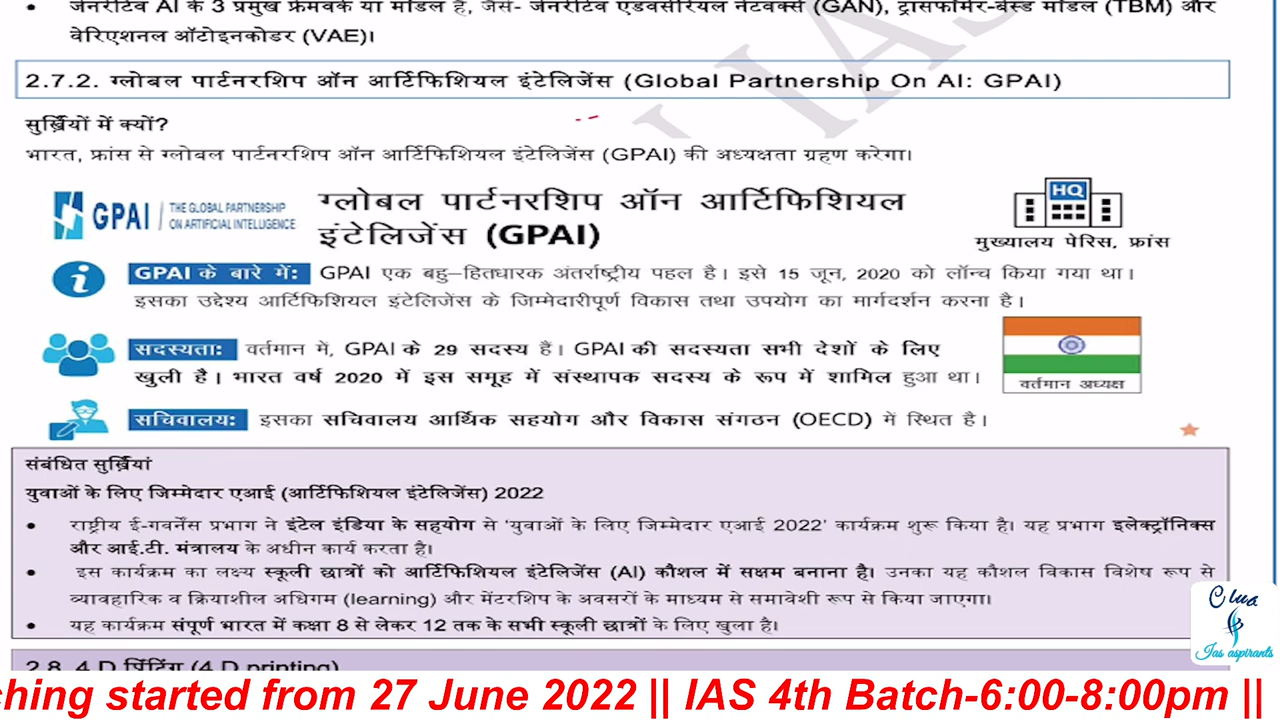 जेनरेटिव AI के 3 प्रमुख फ्रेमवर्क या मॉडल हैं, जैसे- जेनरेटिव एडवर्सरियल नेटवर्क्स (GAN), ट्रांसफॉर्मर-बेस्ड मॉडल (TBM) और
वेरिएशनल ऑटोइनकोडर (VAE)।
2.7.2. ग्लोबल पार्टनरशिप ऑन आर्टिफिशियल इंटेलिजेंस (Global Partnership On AI: GPAI)
सुर्ख़ियों में क्यों?
भारत, फ्रांस से ग्लोबल पार्टनरशिप ऑन आर्टिफिशियल इंटेलिजेंस (GPAI) की अध्यक्षता ग्रहण करेगा।
GPAI THE GLOBAL PARTNERSHIP
ON ARTIFICIAL INTELLIGENCE
ग्लोबल पार्टनरशिप ऑन आर्टिफिशियल
इंटेलिजेंस (GPAI)
HQ
मुख्यालय पेरिस, फ्रांस
GPAI के बारे में: GPAI एक बहु–हितधारक अंतर्राष्ट्रीय पहल है। इसे 15 जून, 2020 को लॉन्च किया गया था।
इसका उद्देश्य आर्टिफिशियल इंटेलिजेंस के जिम्मेदारीपूर्ण विकास तथा उपयोग का मार्गदर्शन करना है।
सदस्यता: वर्तमान में, GPAI के 29 सदस्य हैं। GPAI की सदस्यता सभी देशों के लिए
खुली है। भारत वर्ष 2020 में इस समूह में संस्थापक सदस्य के रूप में शामिल हुआ था।
वर्तमान अध्यक्ष
सचिवालय: इसका सचिवालय आर्थिक सहयोग और विकास संगठन (OECD) में स्थित है।
संबंधित सुर्ख़ियां
युवाओं के लिए जिम्मेदार एआई (आर्टिफिशियल इंटेलिजेंस) 2022
राष्ट्रीय ई-गवर्नेंस प्रभाग ने इंटेल इंडिया के सहयोग से 'युवाओं के लिए जिम्मेदार एआई 2022' कार्यक्रम शुरू किया है। यह प्रभाग इलेक्ट्रॉनिक्स
और आई.टी. मंत्रालय के अधीन कार्य करता है।
इस कार्यक्रम का लक्ष्य स्कूली छात्रों को आर्टिफिशियल इंटेलिजेंस (AI) कौशल में सक्षम बनाना है। उनका यह कौशल विकास विशेष रूप से
व्यावहारिक व क्रियाशील अधिगम (learning) और मेंटरशिप के अवसरों के माध्यम से समावेशी रूप से किया जाएगा।
यह कार्यक्रम संपूर्ण भारत में कक्षा 8 से लेकर 12 तक के सभी स्कूली छात्रों के लिए खुला है।
2.8. 4 D प्रिंटिंग (4 D printing)
Ias aspirants
ching started from 27 June 2022 || IAS 4th Batch-6:00-8:00pm ||